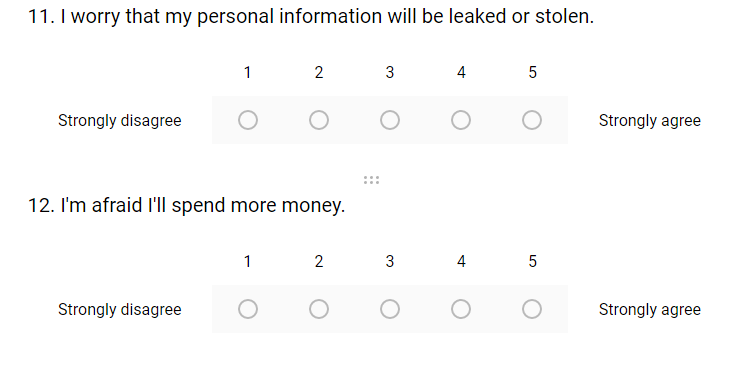 11. I worry that my personal information will be leaked or stolen.
1 2 3 4 5
Strongly disagree Strongly agree
12. I'm afraid I'll spend more money.
1 2 3 4 5
Strongly disagree Strongly agree